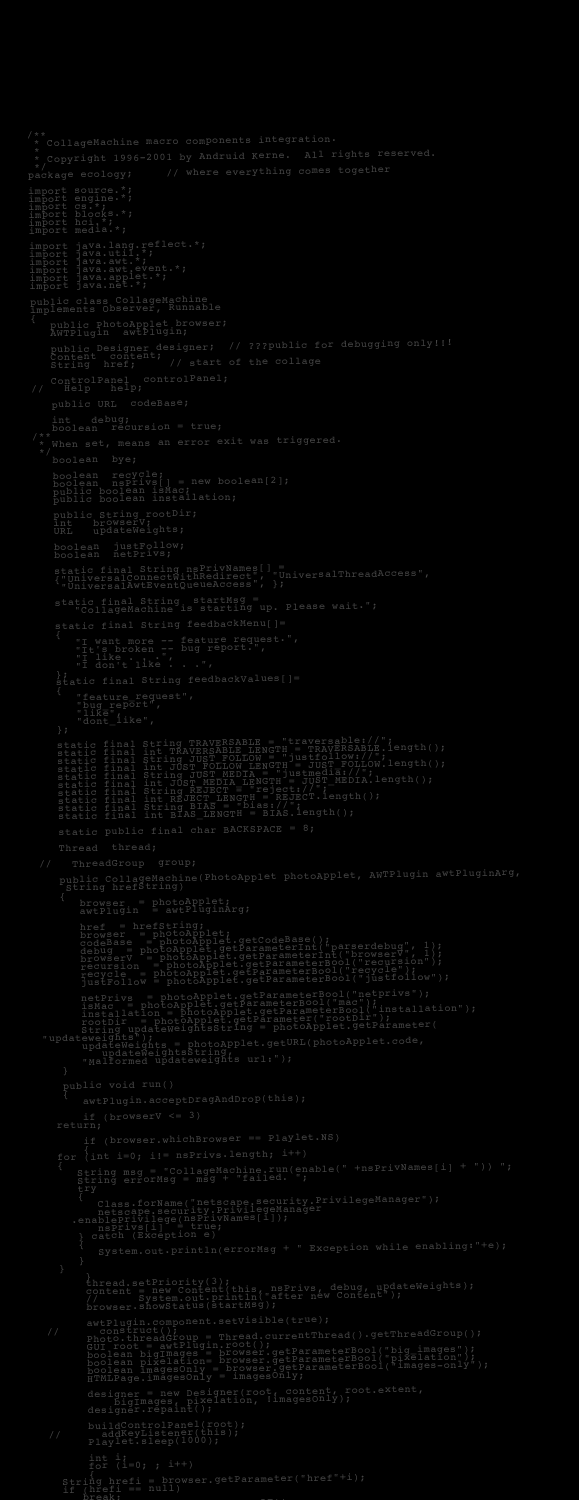 /**
 * CollageMachine macro components integration.
 *
 * Copyright 1996-2001 by Andruid Kerne.  All rights reserved.
 */
package ecology;      // where everything comes together

import source.*;
import engine.*;
import cs.*;
import blocks.*;
import hci.*;
import media.*;

import java.lang.reflect.*;
import java.util.*;
import java.awt.*;
import java.awt.event.*;
import java.applet.*;
import java.net.*;

public class CollageMachine
implements Observer, Runnable
{
   public PhotoApplet browser;
   AWTPlugin  awtPlugin;

   public Designer designer;  // ???public for debugging only!!!
   Content  content;
   String  href;      // start of the collage

   ControlPanel  controlPanel;
//   Help   help;

   public URL  codeBase;

   int   debug;
   boolean  recursion = true;
/**
 * When set, means an error exit was triggered.
 */
   boolean  bye;

   boolean  recycle;
   boolean  nsPrivs[] = new boolean[2];
   public boolean isMac;
   public boolean installation;

   public String rootDir;
   int   browserV;
   URL   updateWeights;

   boolean  justFollow;
   boolean  netPrivs;

   static final String nsPrivNames[] =
   {"UniversalConnectWithRedirect", "UniversalThreadAccess",
    "UniversalAwtEventQueueAccess", };

   static final String  startMsg =
      "CollageMachine is starting up. Please wait.";

   static final String feedbackMenu[]=
   {
      "I want more -- feature request.",
      "It's broken -- bug report.",
      "I like . . .",
      "I don't like . . .",
   };
   static final String feedbackValues[]=
   {
      "feature_request",
      "bug_report",
      "like",
      "dont_like",
   };

   static final String TRAVERSABLE = "traversable://";
   static final int TRAVERSABLE_LENGTH = TRAVERSABLE.length();
   static final String JUST_FOLLOW = "justfollow://";
   static final int JUST_FOLLOW_LENGTH = JUST_FOLLOW.length();
   static final String JUST_MEDIA = "justmedia://";
   static final int JUST_MEDIA_LENGTH = JUST_MEDIA.length();
   static final String REJECT = "reject://";
   static final int REJECT_LENGTH = REJECT.length();
   static final String BIAS = "bias://";
   static final int BIAS_LENGTH = BIAS.length();

   static public final char BACKSPACE = 8;

   Thread  thread;

//   ThreadGroup  group;

   public CollageMachine(PhotoApplet photoApplet, AWTPlugin awtPluginArg,
    String hrefString)
   {
      browser  = photoApplet;
      awtPlugin  = awtPluginArg;

      href  = hrefString;
      browser  = photoApplet;
      codeBase  = photoApplet.getCodeBase();
      debug  = photoApplet.getParameterInt("parserdebug", 1);
      browserV  = photoApplet.getParameterInt("browserV", 3);
      recursion  = photoApplet.getParameterBool("recursion");
      recycle  = photoApplet.getParameterBool("recycle");
      justFollow = photoApplet.getParameterBool("justfollow");

      netPrivs  = photoApplet.getParameterBool("netprivs");
      isMac  = photoApplet.getParameterBool("mac");
      installation = photoApplet.getParameterBool("installation");
      rootDir  = photoApplet.getParameter("rootDir");
      String updateWeightsString = photoApplet.getParameter(
"updateweights");
      updateWeights = photoApplet.getURL(photoApplet.code,
         updateWeightsString,
      "Malformed updateweights url:");
   }

   public void run()
   {
      awtPlugin.acceptDragAndDrop(this);

      if (browserV <= 3)
  return;

      if (browser.whichBrowser == Playlet.NS)
      {
  for (int i=0; i!= nsPrivs.length; i++)
  {
     String msg = "CollageMachine.run(enable(" +nsPrivNames[i] + ")) ";
     String errorMsg = msg + "failed. ";
     try
     {
        Class.forName("netscape.security.PrivilegeManager");
        netscape.security.PrivilegeManager
    .enablePrivilege(nsPrivNames[i]);
        nsPrivs[i]  = true;
     } catch (Exception e)
     {
        System.out.println(errorMsg + " Exception while enabling:"+e);
     }
  }
      }
      thread.setPriority(3);
      content = new Content(this, nsPrivs, debug, updateWeights);
      //      System.out.println("after new Content");
      browser.showStatus(startMsg);

      awtPlugin.component.setVisible(true);
//      construct();
      Photo.threadGroup = Thread.currentThread().getThreadGroup();
      GUI root = awtPlugin.root();
      boolean bigImages = browser.getParameterBool("big_images");
      boolean pixelation= browser.getParameterBool("pixelation");
      boolean imagesOnly = browser.getParameterBool("images-only");
      HTMLPage.imagesOnly = imagesOnly;

      designer = new Designer(root, content, root.extent,
          bigImages, pixelation, !imagesOnly);
      designer.repaint();

      buildControlPanel(root);
//      addKeyListener(this);
      Playlet.sleep(1000);

      int i;
      for (i=0; ; i++)
      {
  String hrefi = browser.getParameter("href"+i);
  if (hrefi == null)
     break;